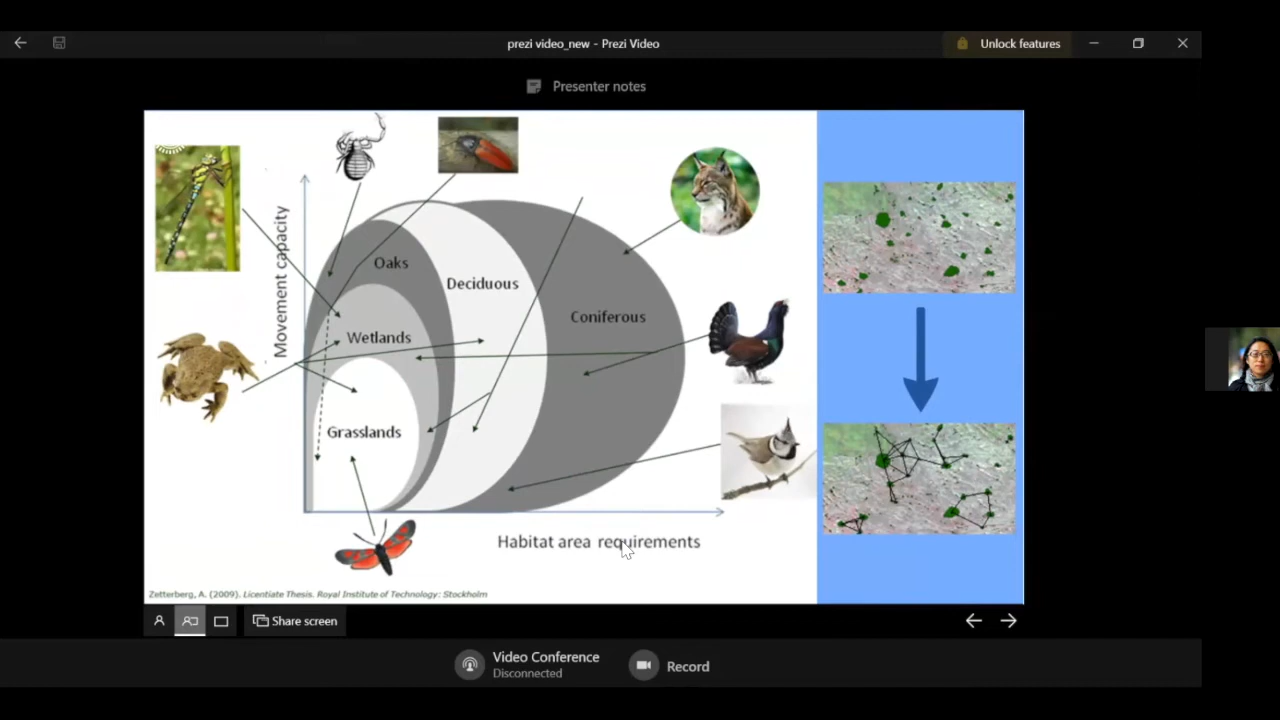 prezi video_new - Prezi Video
Unlock features
Presenter notes
Movement capacity
Oaks
Deciduous
Coniferous
Wetlands
Grasslands
Habitat area requirements
Zetterberg, A. (2009). Licentiate Thesis. Royal Institute of Technology: Stockholm
Share screen
Video Conference
Disconnected
Record